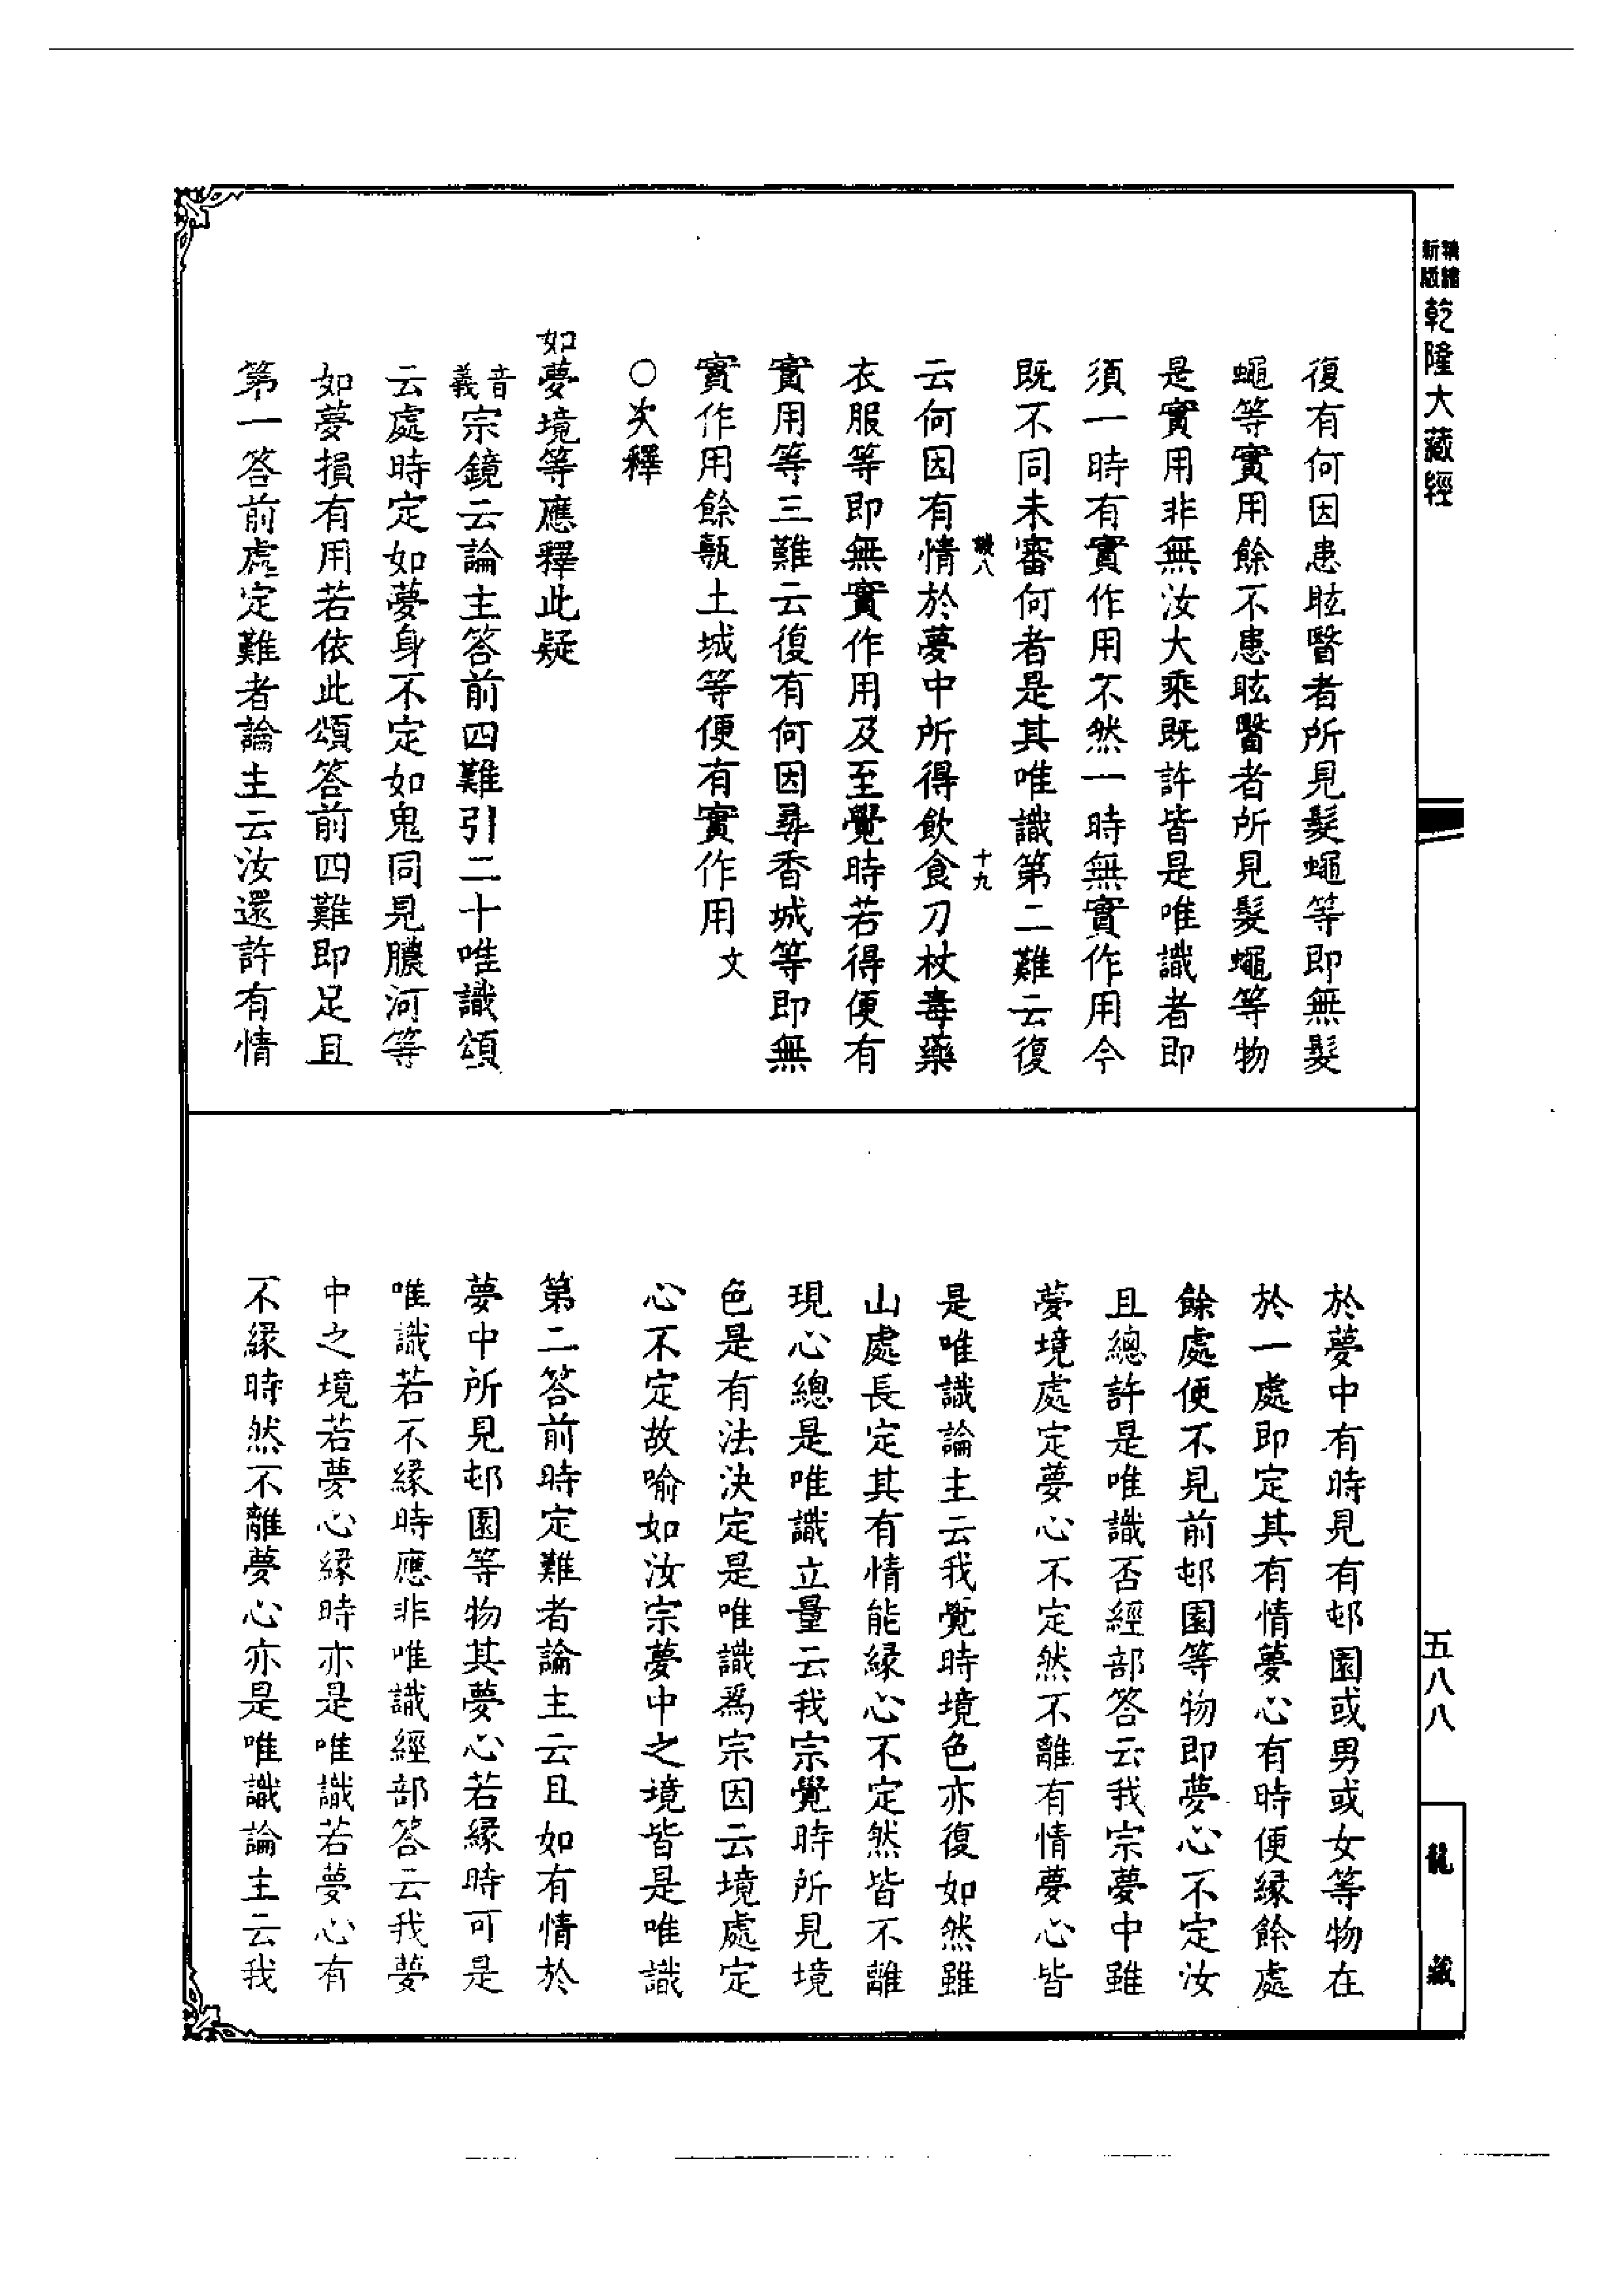 精縮新版乾隆大藏經
五八八
龍藏
復有何因患眩瞖者所見髮蠅等即無髮
蠅等實用餘不患眩瞖者所見髮蠅等物
是實用非無汝大乘既許皆是唯識者即
須一時有實作用不然一時無實作用今
既不同未審何者是其唯識第二難云復
識八
十九
云何因有情於夢中所得飲食刀杖毒藥
衣服等即無實作用及至覺時若得便有
實用等三難云復有何因尋香城等即無
實作用餘甎土城等便有實作用文
○次釋
如夢境等應釋此疑
音義宗鏡云論主答前四難引二十唯識頌
云處時定如夢身不定如鬼同見膿河等
如夢損有用若依此頌答前四難即足且
第一答前處定難者論主云汝還許有情
於夢中有時見有邨園或男或女等物在
於一處即定其有情夢心有時便緣餘處
餘處便不見前邨園等物即夢心不定汝
且總許是唯識否經部答云我宗夢中雖
夢境處定夢心不定然不離有情夢心皆
是唯識論主云我覺時境色亦復如然雖
山處長定其有情能緣心不定然皆不離
現心總是唯識立量云我宗覺時所見境
色是有法決定是唯識爲宗因云境處定
心不定故喻如汝宗夢中之境皆是唯識
第二答前時定難者論主云且如有情於
夢中所見邨園等物其夢心若緣時可是
唯識若不緣時應非唯識經部答云我夢
中之境若夢心緣時亦是唯識若夢心有
不緣時然不離夢心亦是唯識論主云我